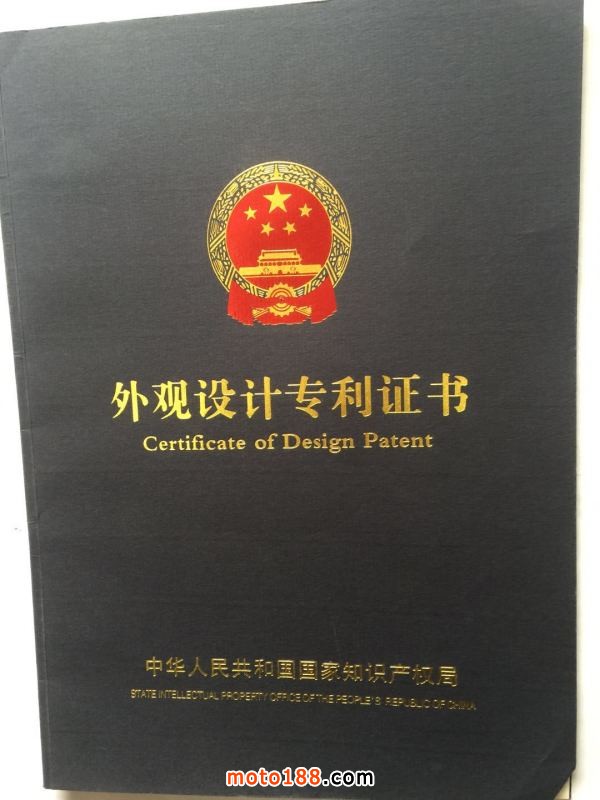 外观设计专利证书
Certificate of Design Patent
中华人民共和国国家知识产权局
STATE INTELLECTUAL PROPERTY OFFICE OF THE PEOPLE'S REPUBLIC OF CHINA
moto188.com